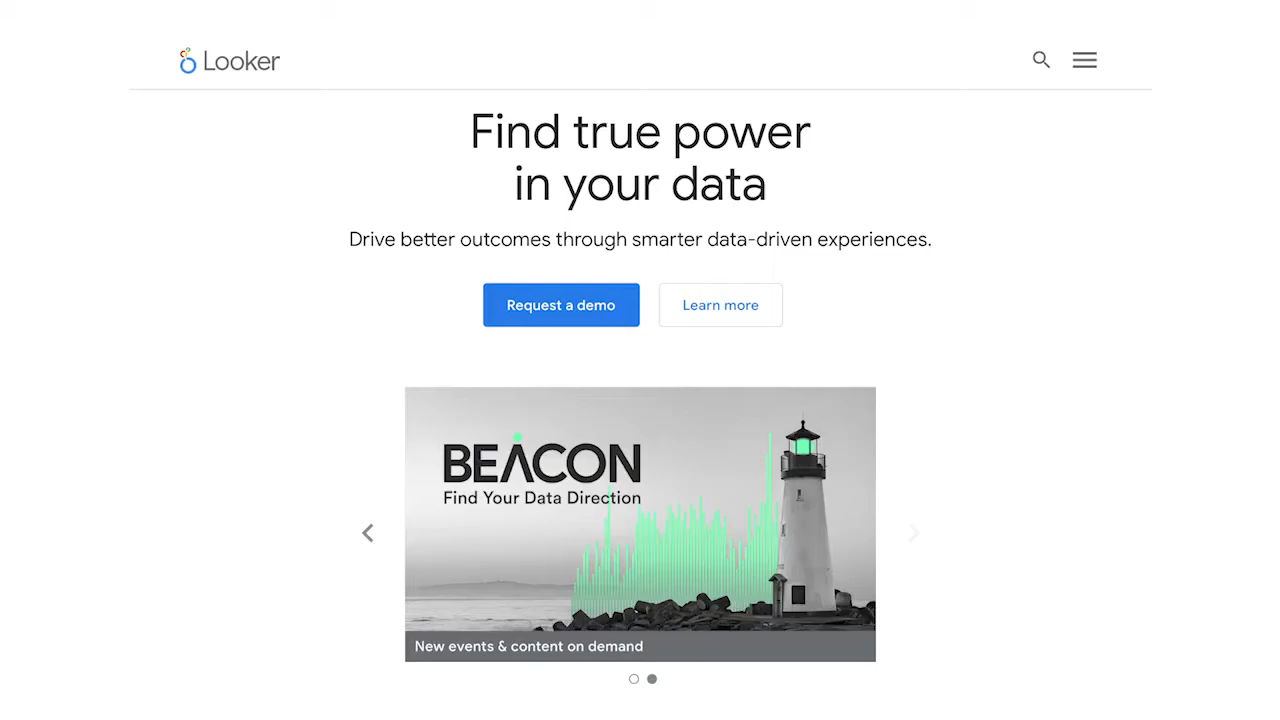 Looker
Find true power
in your data
Drive better outcomes through smarter data-driven experiences.
Request a demo
Learn more
BEACON
Find Your Data Direction
New events & content on demand